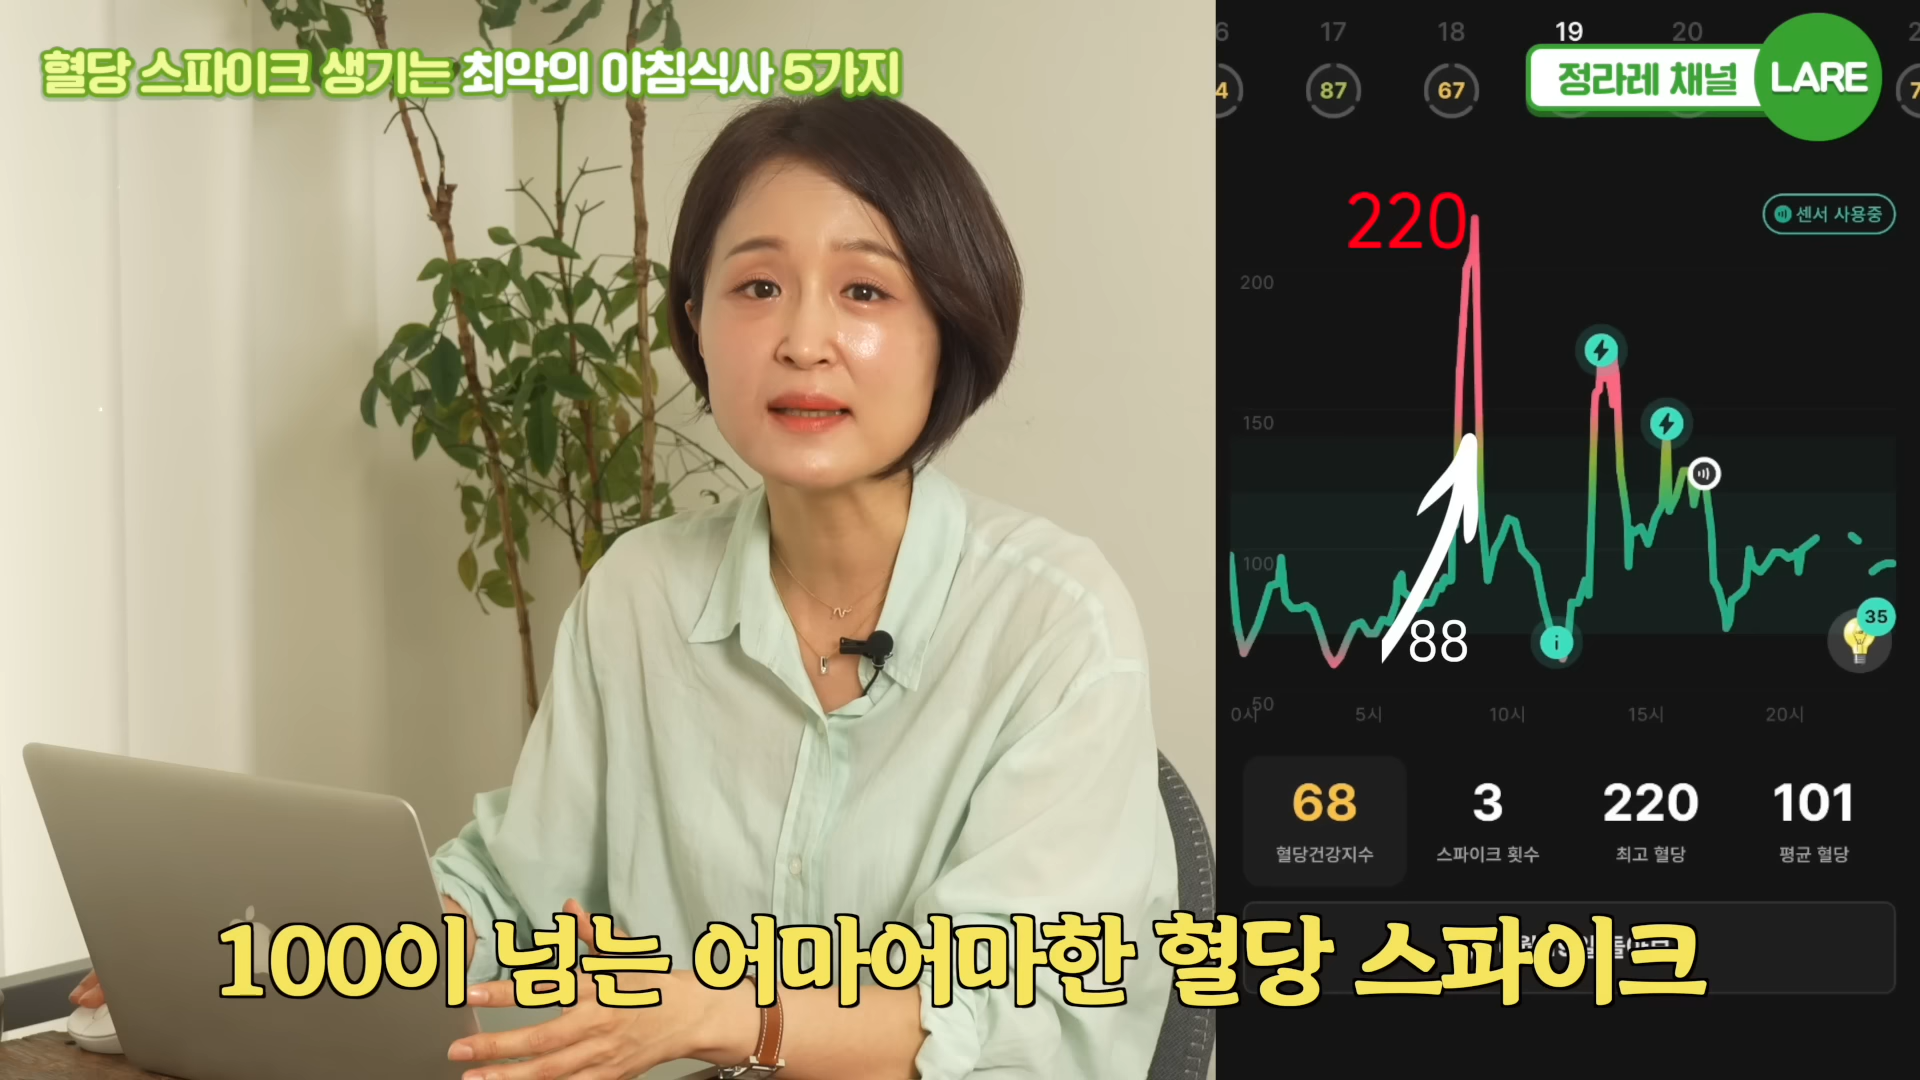 혈당 스파이크 생기는 최악의 아침식사 5가지
정라레 채널 LARE
17 18 19 20
87 67
센서 사용중
220
200
150
100
88
50
35
0시 5시 10시 15시 20시
68 3 220 101
혈당건강지수 스파이크 횟수 최고 혈당 평균 혈당
100이 넘는 어마어마한 혈당 스파이크